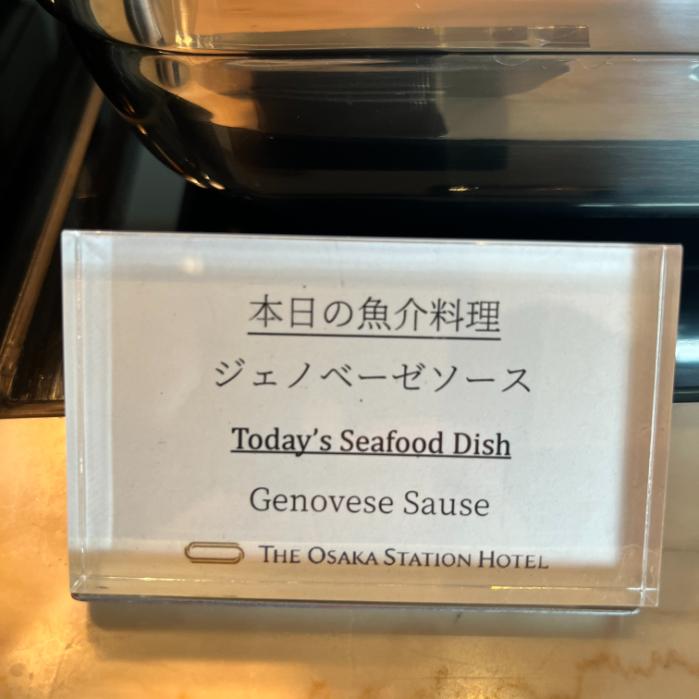 本日の魚介料理
ジェノベーゼソース
Today's Seafood Dish
Genovese Sause
THE OSAKA STATION HOTEL